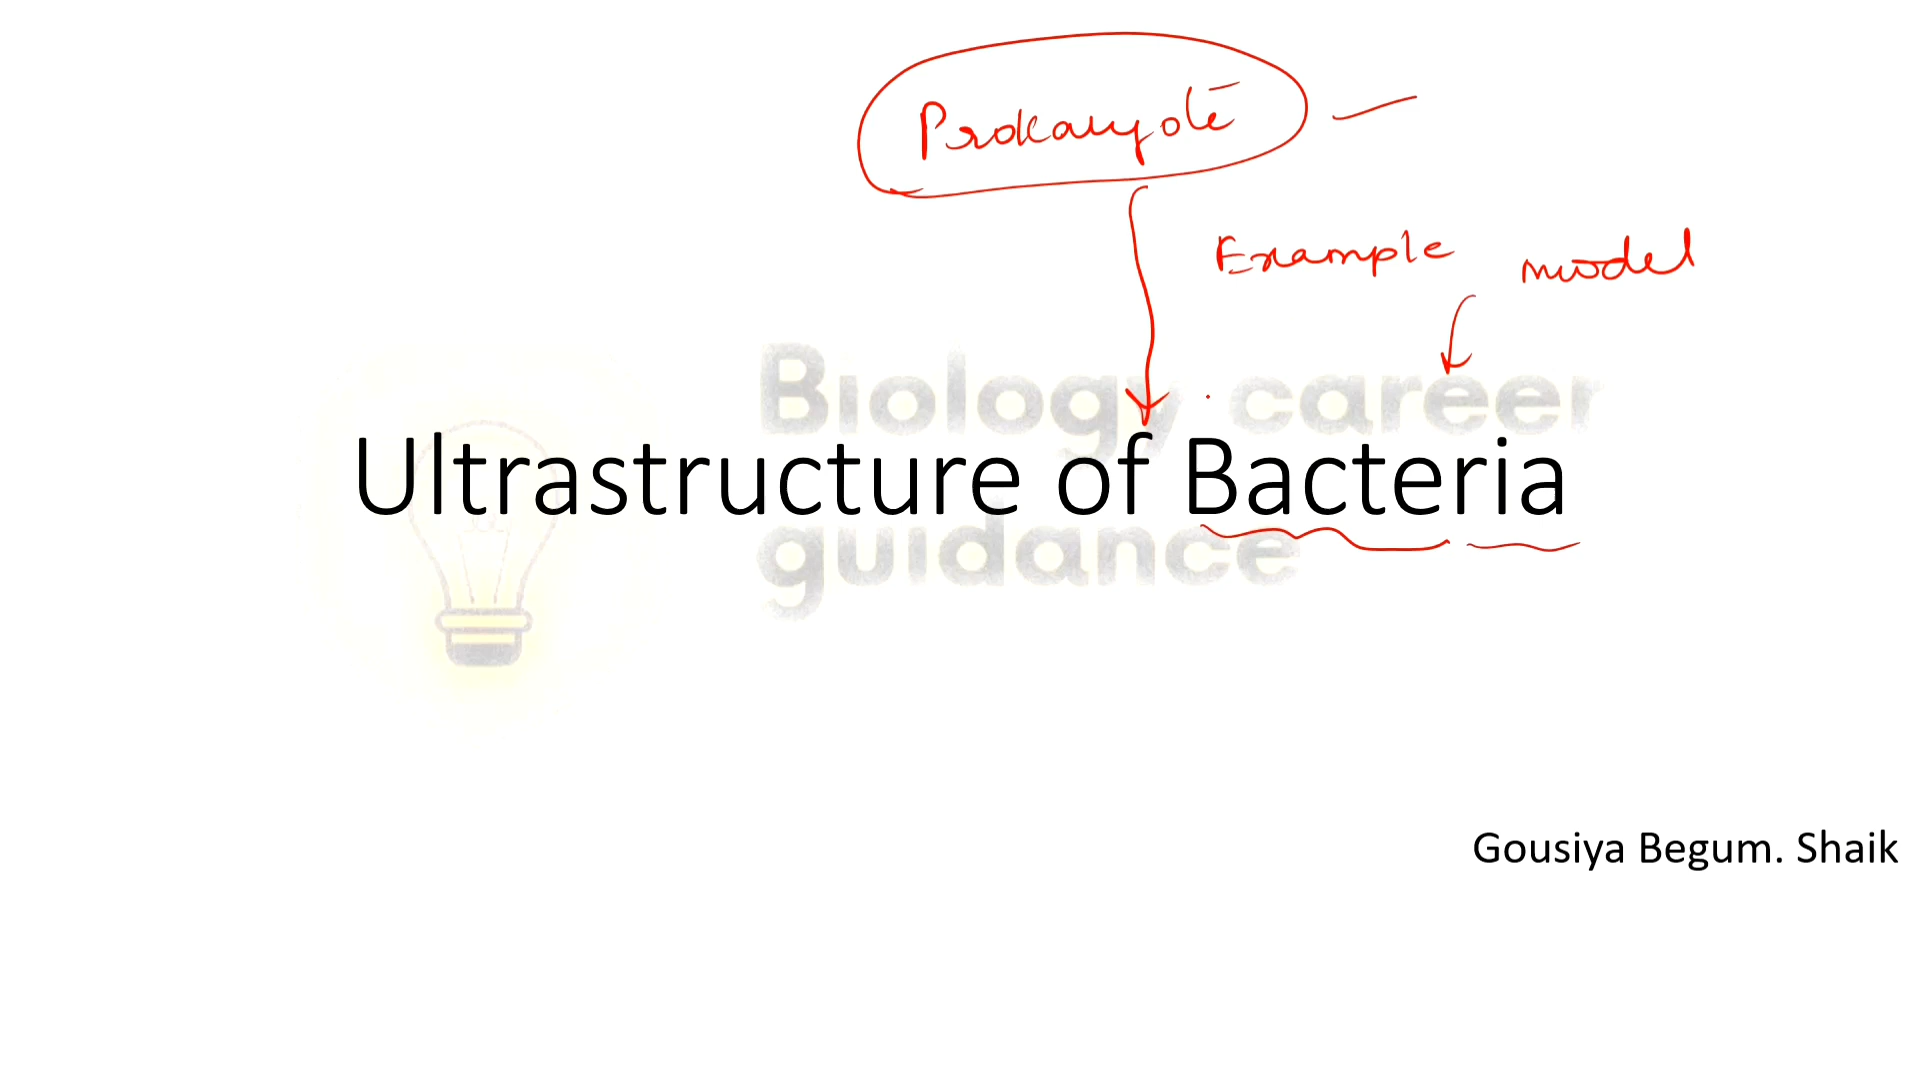 Prokaryote
Example model
Biology career
Ultrastructure of Bacteria
guidance
Gousiya Begum. Shaik